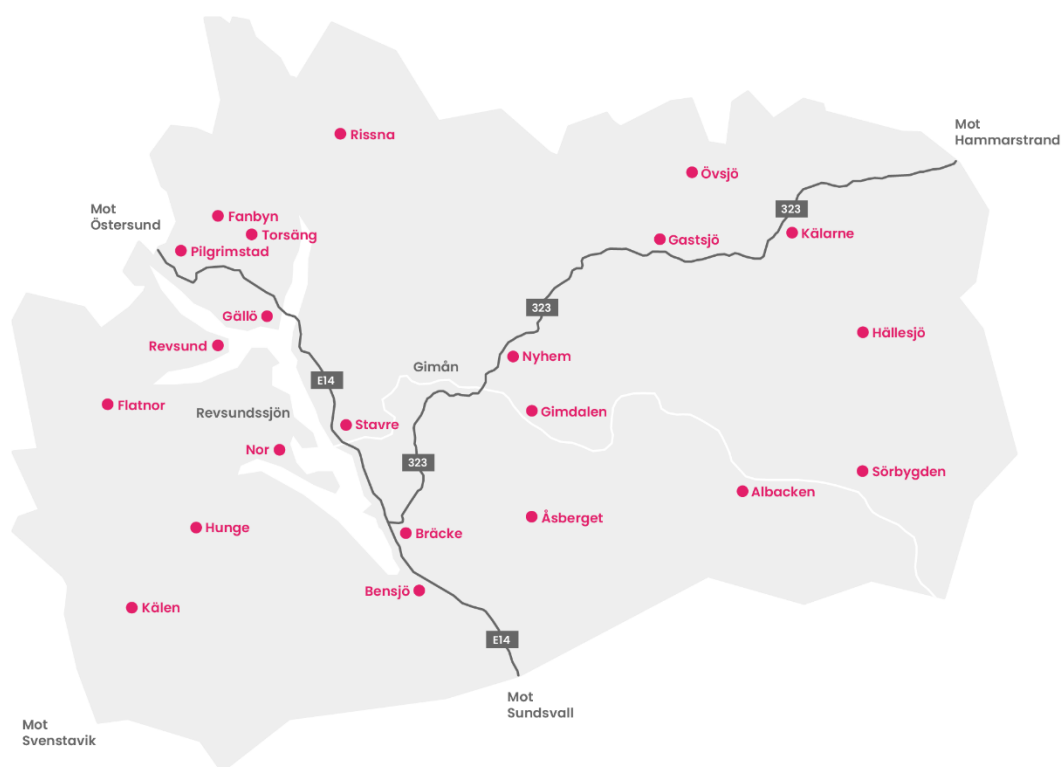 Rissna
Mot
Hammarstrand
Övsjö
Mot
Östersund
Fanbyn
Torsäng
323
Kälarne
Gastsjö
Pilgrimstad
323
Gällö
Hällesjö
Revsund
Nyhem
Gimån
E14
Flatnor
Revsundssjön
Gimdalen
Stavre
Nor
323
Sörbygden
Albacken
Åsberget
Hunge
Bräcke
Bensjö
Kälen
E14
Mot
Sundsvall
Mot
Svenstavik